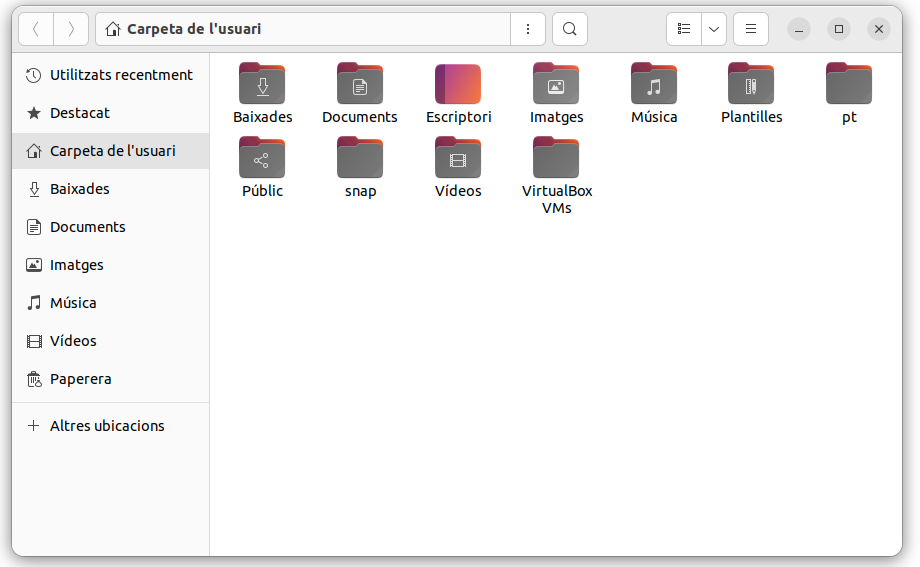 Carpeta de l'usuari
Utilitzats recentment
Destacat
Carpeta de l'usuari
Baixades
Documents
Imatges
Música
Vídeos
Paperera
Altres ubicacions
Baixades
Documents
Escriptori
Imatges
Música
Plantilles
pt
Públic
snap
Vídeos
VirtualBox
VMs